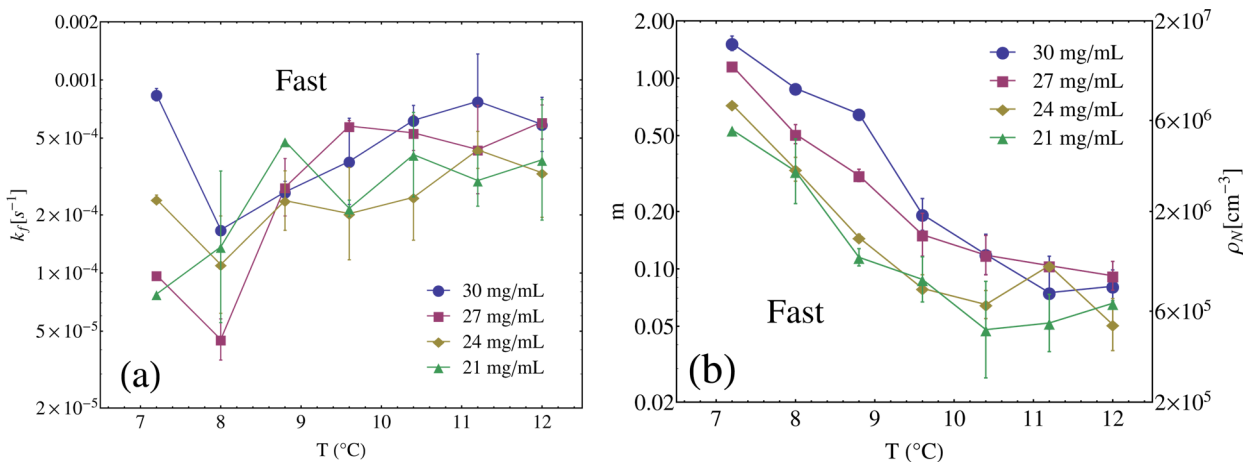 0.002
0.001
5×10⁻⁴
2×10⁻⁴
1×10⁻⁴
5×10⁻⁵
2×10⁻⁵
k_f[s⁻¹]
Fast
30 mg/mL
27 mg/mL
24 mg/mL
21 mg/mL
(a)
7 8 9 10 11 12
T (°C)
2.00
1.00
0.50
0.20
0.10
0.05
0.02
m
30 mg/mL
27 mg/mL
24 mg/mL
21 mg/mL
Fast
(b)
7 8 9 10 11 12
T (°C)
2×10⁷
6×10⁶
2×10⁶
6×10⁵
2×10⁵
ρ_N[cm⁻³]